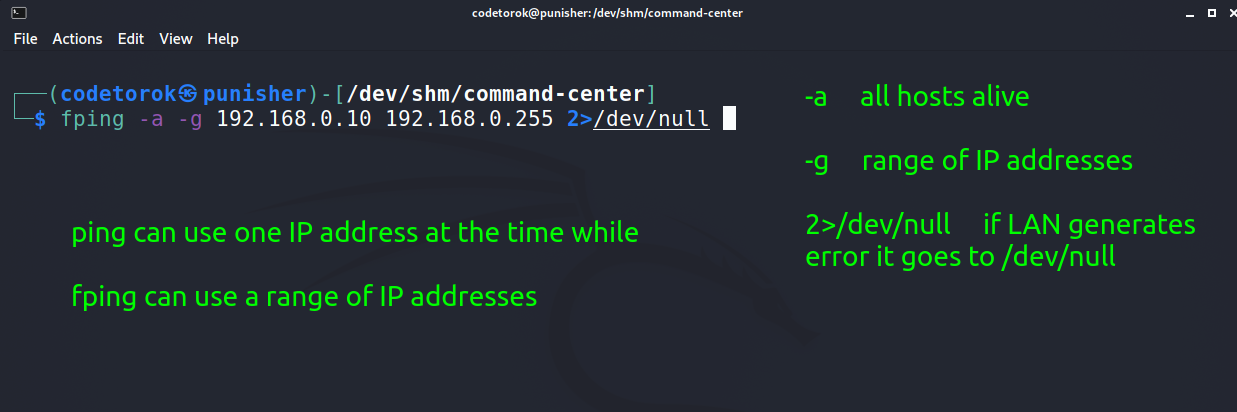 codetorok@punisher:/dev/shm/command-center
File Actions Edit View Help
(codetorok㉿punisher)-[/dev/shm/command-center]
$ fping -a -g 192.168.0.10 192.168.0.255 2>/dev/null
-a all hosts alive
-g range of IP addresses
2>/dev/null if LAN generates
error it goes to /dev/null
ping can use one IP address at the time while
fping can use a range of IP addresses